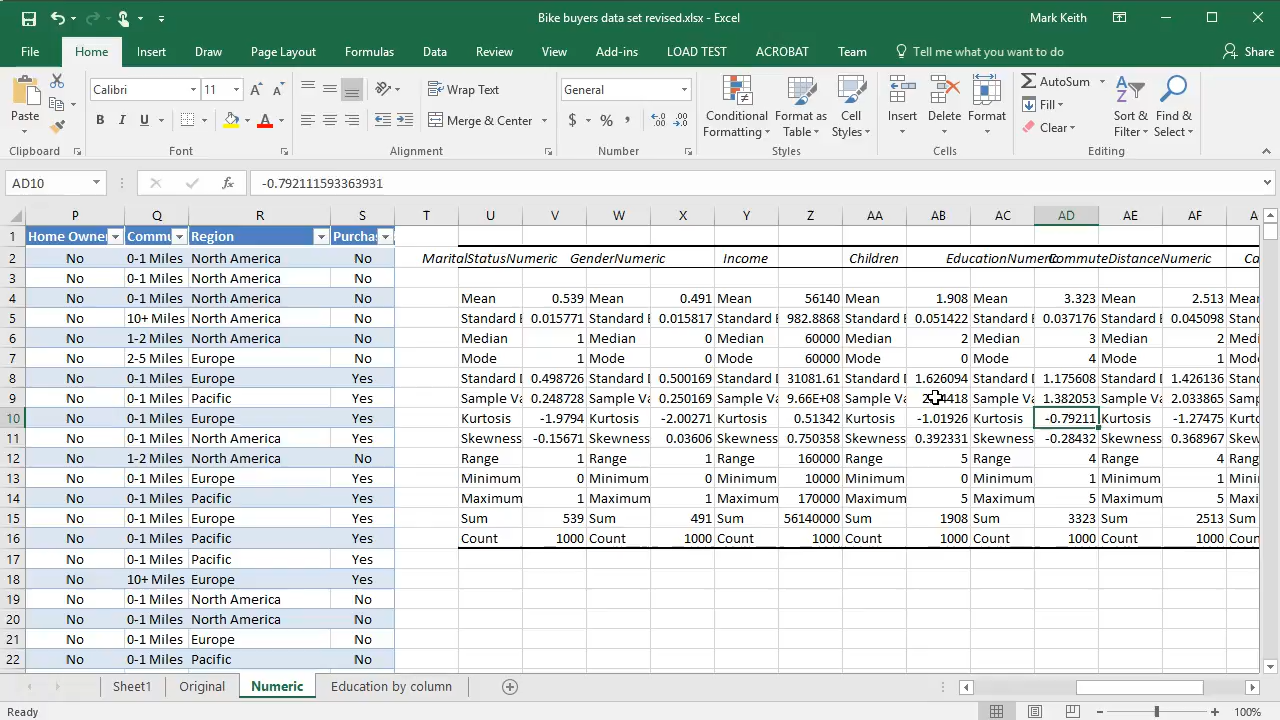 Bike buyers data set revised.xlsx - Excel
Mark Keith
File Home Insert Draw Page Layout Formulas Data Review View Add-ins LOAD TEST ACROBAT Team Tell me what you want to do Share
Paste
Calibri 11
B I U
Wrap Text
Merge & Center
General
$ % ,
Conditional Formatting
Format as Table
Cell Styles
Insert
Delete
Format
AutoSum
Fill
Clear
Sort & Filter
Find & Select
Clipboard Font Alignment Number Styles Cells Editing
AD10 fx -0.792111593363931
P Q R S T U V W X Y Z AA AB AC AD AE AF A
1 Home Owner Commu Region Purchas
2 No 0-1 Miles North America No MaritalStatusNumeric GenderNumeric Income Children EducationNumeric CommuteDistanceNumeric Ca
3 No 0-1 Miles North America No
4 No 0-1 Miles North America No Mean 0.539 Mean 0.491 Mean 56140 Mean 1.908 Mean 3.323 Mean 2.513 Mean
5 No 10+ Miles North America No Standard E 0.015771 Standard E 0.015817 Standard E 982.8868 Standard E 0.051422 Standard E 0.037176 Standard E 0.045098 Stand
6 No 1-2 Miles North America No Median 1 Median 0 Median 60000 Median 2 Median 3 Median 2 Medi
7 No 2-5 Miles Europe No Mode 1 Mode 0 Mode 60000 Mode 0 Mode 4 Mode 1 Mode
8 No 0-1 Miles Europe Yes Standard D 0.498726 Standard D 0.500169 Standard D 31081.61 Standard D 1.626094 Standard D 1.175608 Standard D 1.426136 Stand
9 No 0-1 Miles Pacific Yes Sample Va 0.248728 Sample Va 0.250169 Sample Va 9.66E+08 Sample Va Sample Va 1.382053 Sample Va 2.033865 Samp
10 No 0-1 Miles Europe Yes Kurtosis -1.9794 Kurtosis -2.00271 Kurtosis 0.51342 Kurtosis -1.01926 Kurtosis -0.79211 Kurtosis -1.27475 Kurto
11 No 0-1 Miles North America Yes Skewness -0.15671 Skewness 0.03606 Skewness 0.750358 Skewness 0.392331 Skewness -0.28432 Skewness 0.368967 Skew
12 No 1-2 Miles North America No Range 1 Range 1 Range 160000 Range 5 Range 4 Range 4 Range
13 No 0-1 Miles Europe Yes Minimum 0 Minimum 0 Minimum 10000 Minimum 0 Minimum 1 Minimum 1 Minim
14 No 0-1 Miles Pacific Yes Maximum 1 Maximum 1 Maximum 170000 Maximum 5 Maximum 5 Maximum 5 Maxi
15 No 0-1 Miles Europe Yes Sum 539 Sum 491 Sum 56140000 Sum 1908 Sum 3323 Sum 2513 Sum
16 No 0-1 Miles Pacific Yes Count 1000 Count 1000 Count 1000 Count 1000 Count 1000 Count 1000 Coun
17 No 0-1 Miles Pacific Yes
18 No 10+ Miles Europe Yes
19 No 0-1 Miles North America No
20 No 0-1 Miles North America No
21 No 0-1 Miles Europe No
22 No 0-1 Miles Pacific No
Sheet1 Original Numeric Education by column
Ready 100%